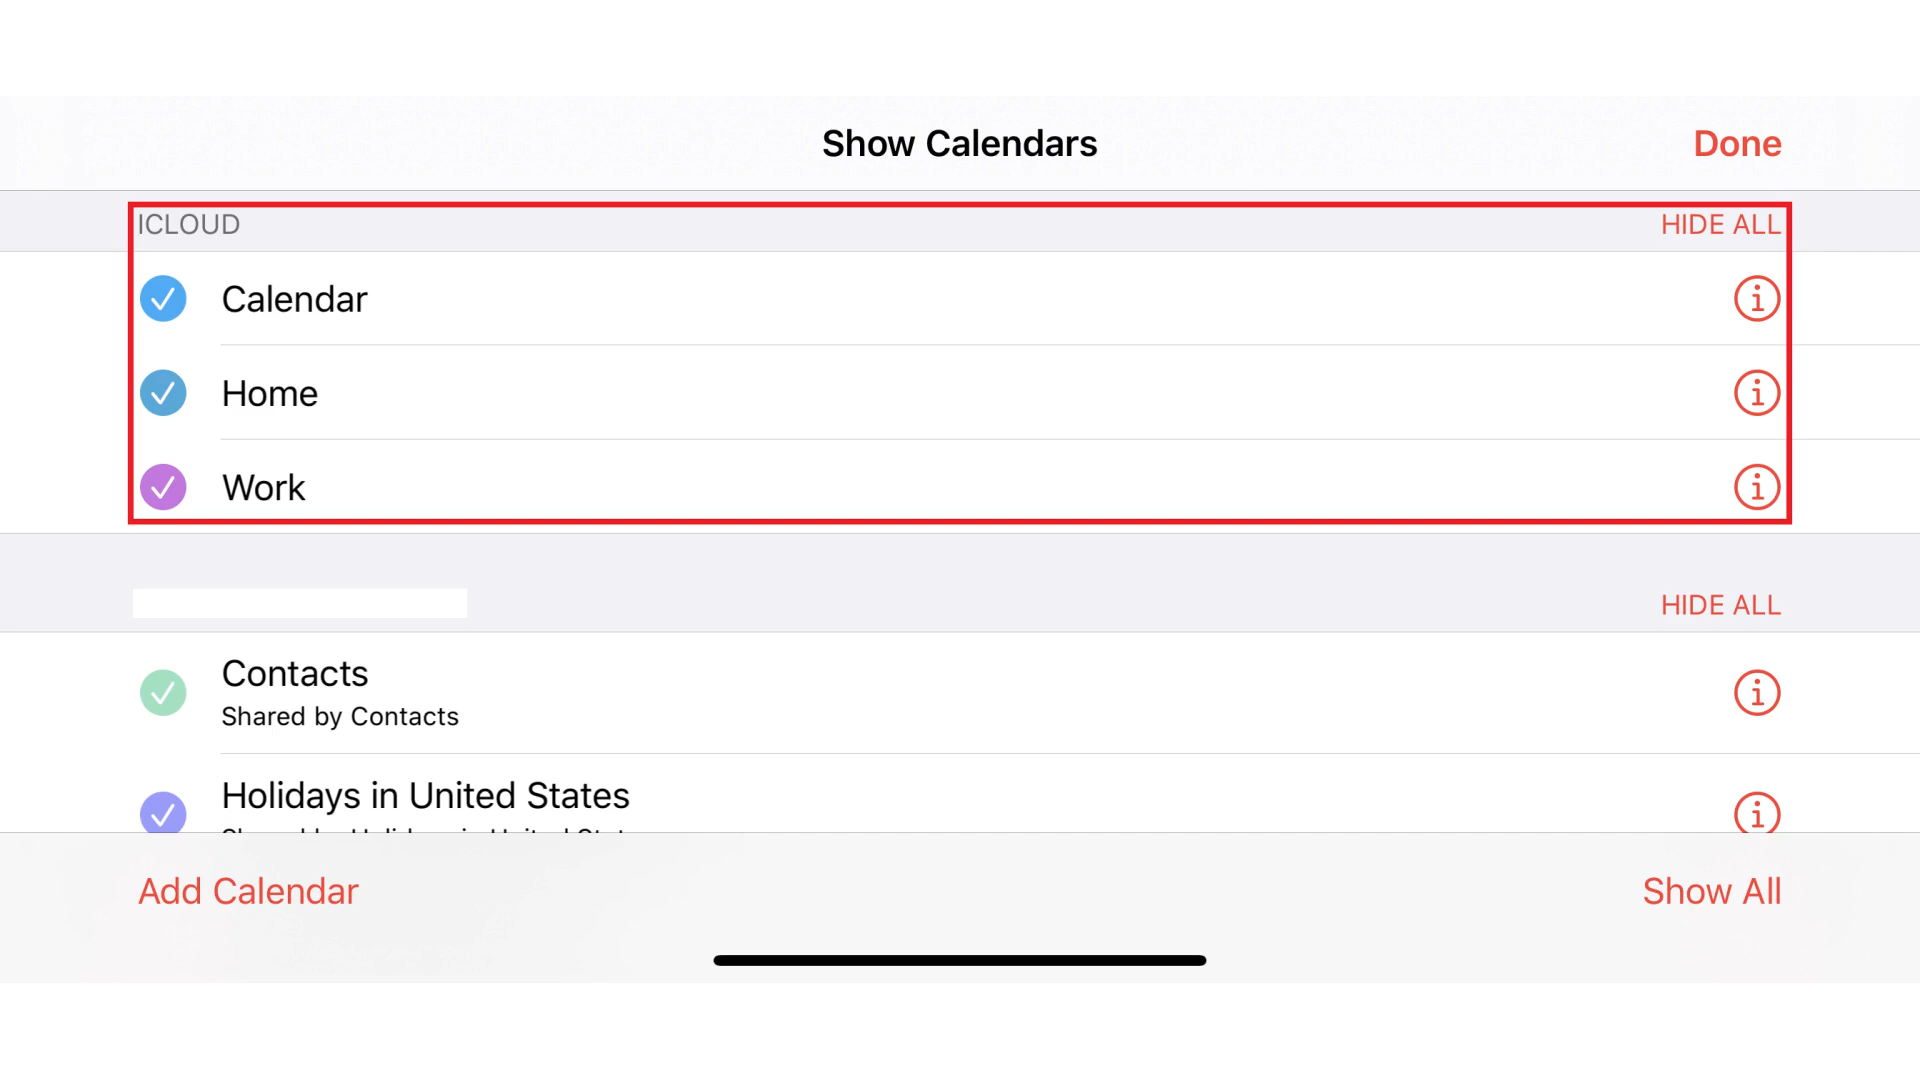 Show Calendars
Done
ICLOUD
HIDE ALL
Calendar
Home
Work
HIDE ALL
Contacts
Shared by Contacts
Holidays in United States
Add Calendar
Show All